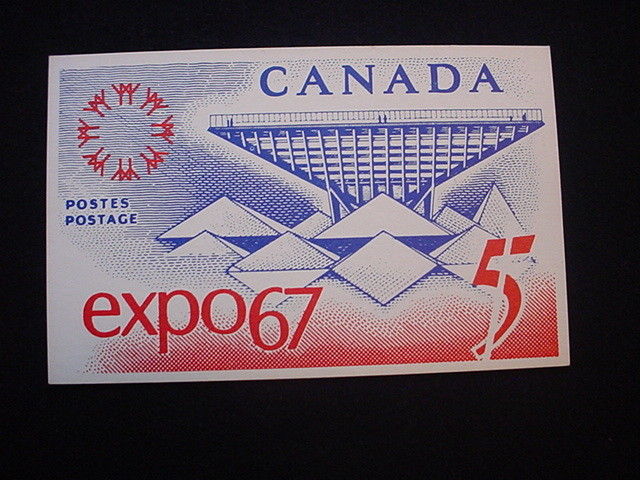 CANADA
POSTES
POSTAGE
expo67
5